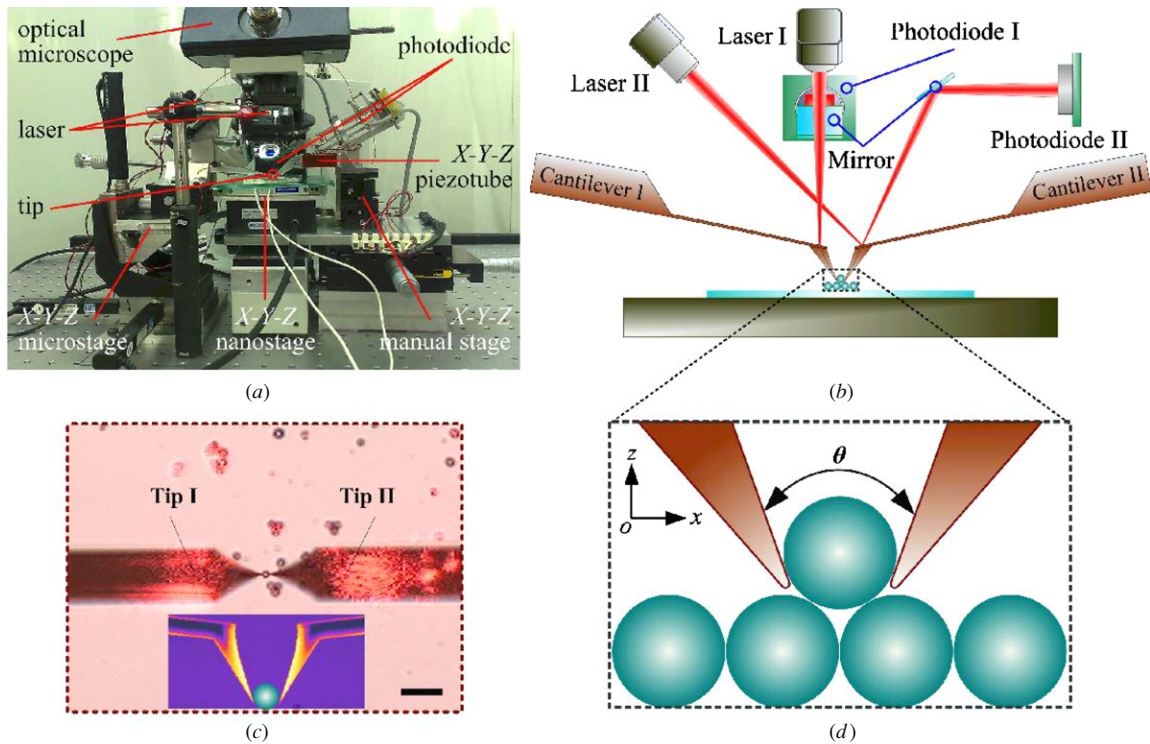 optical
microscope
photodiode
laser
X-Y-Z
piezotube
tip
X-Y-Z
microstage
X-Y-Z
nanostage
X-Y-Z
manual stage
(a)
Laser I
Photodiode I
Laser II
Mirror
Photodiode II
Cantilever I
Cantilever II
(b)
Tip I
Tip II
(c)
z
θ
o
x
(d)